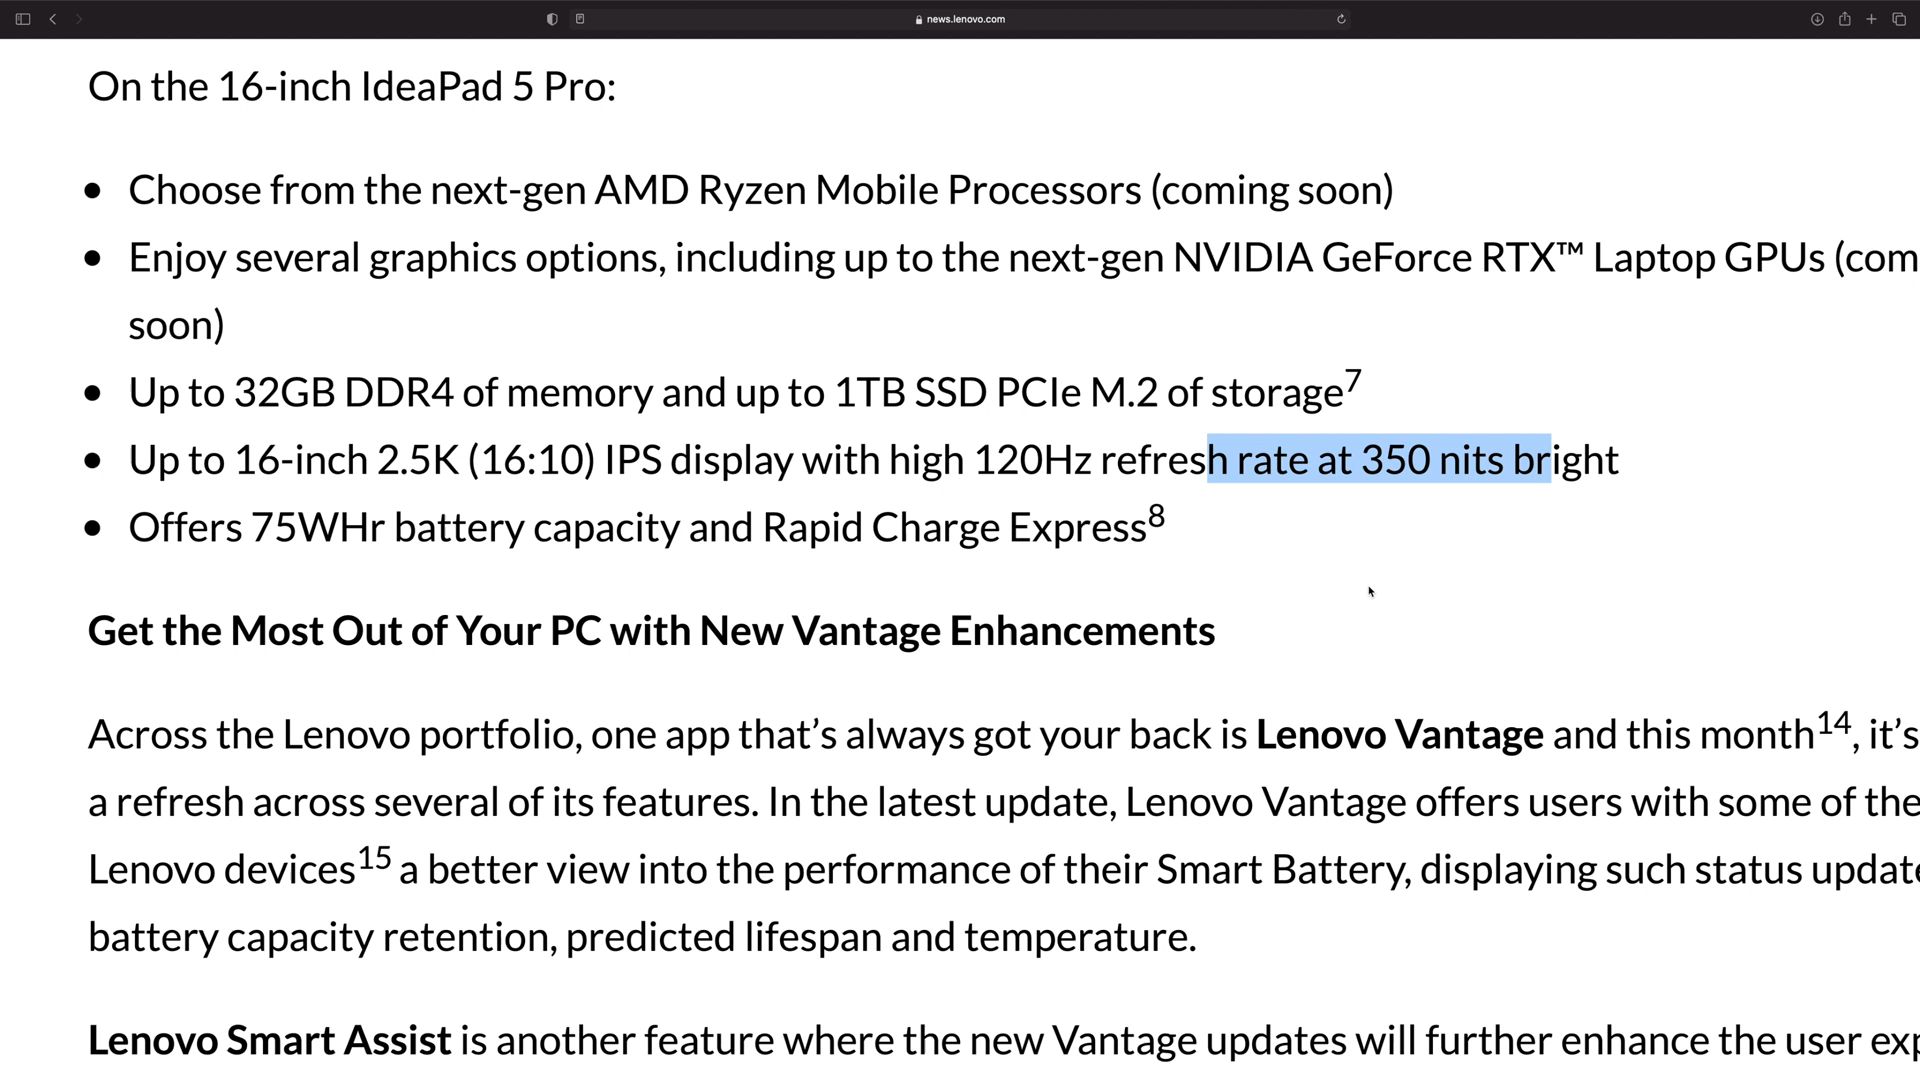 news.lenovo.com
On the 16-inch IdeaPad 5 Pro:
• Choose from the next-gen AMD Ryzen Mobile Processors (coming soon)
• Enjoy several graphics options, including up to the next-gen NVIDIA GeForce RTX™ Laptop GPUs (com
soon)
• Up to 32GB DDR4 of memory and up to 1TB SSD PCIe M.2 of storage⁷
• Up to 16-inch 2.5K (16:10) IPS display with high 120Hz refresh rate at 350 nits bright
• Offers 75WHr battery capacity and Rapid Charge Express⁸
Get the Most Out of Your PC with New Vantage Enhancements
Across the Lenovo portfolio, one app that’s always got your back is Lenovo Vantage and this month¹⁴, it’s
a refresh across several of its features. In the latest update, Lenovo Vantage offers users with some of the
Lenovo devices¹⁵ a better view into the performance of their Smart Battery, displaying such status update
battery capacity retention, predicted lifespan and temperature.
Lenovo Smart Assist is another feature where the new Vantage updates will further enhance the user exp